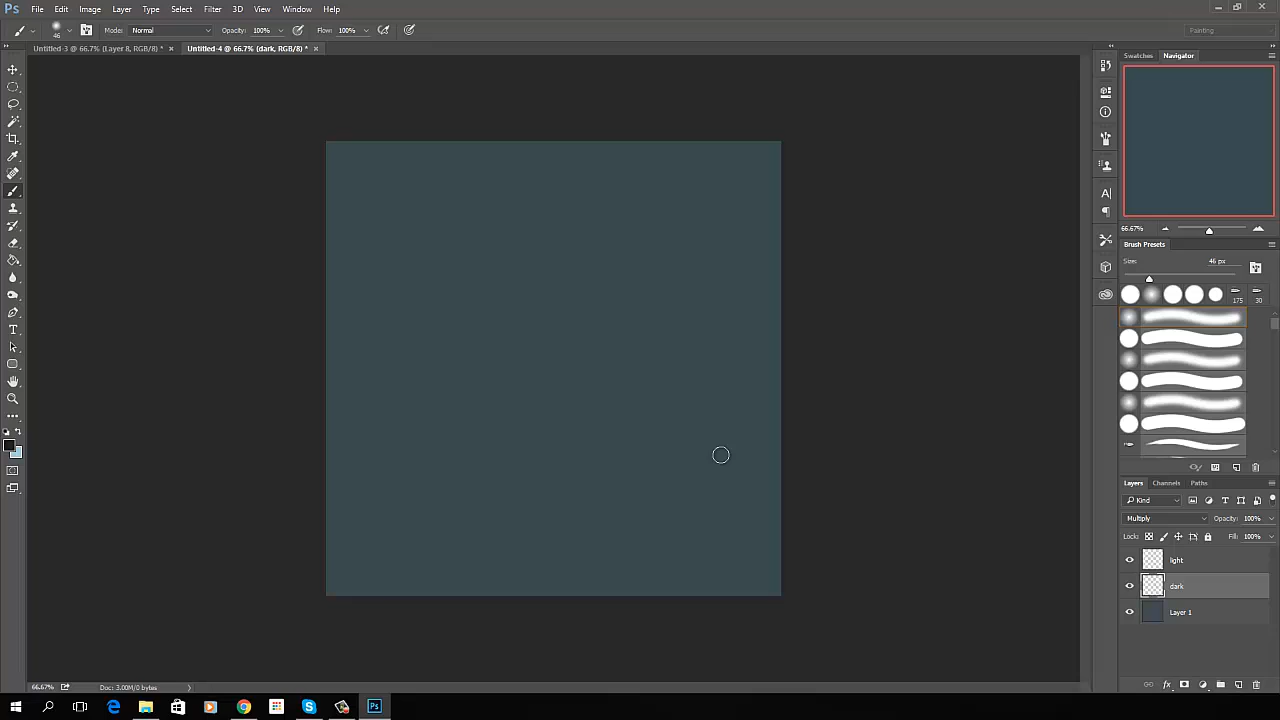 Ps File Edit Image Layer Type Select Filter 3D View Window Help
46 Mode: Normal Opacity: 100% Flow: 100% Painting
Untitled-3 @ 66.7% (Layer 8, RGB/8) * × Untitled-4 @ 66.7% (dark, RGB/8) * ×
Swatches Navigator
66.67%
Brush Presets
Size: 46 px
175 30
Layers Channels Paths
Kind
Multiply Opacity: 100%
Lock: Fill: 100%
light
dark
Layer 1
66.67% Doc: 3.00M/0 bytes
Ps